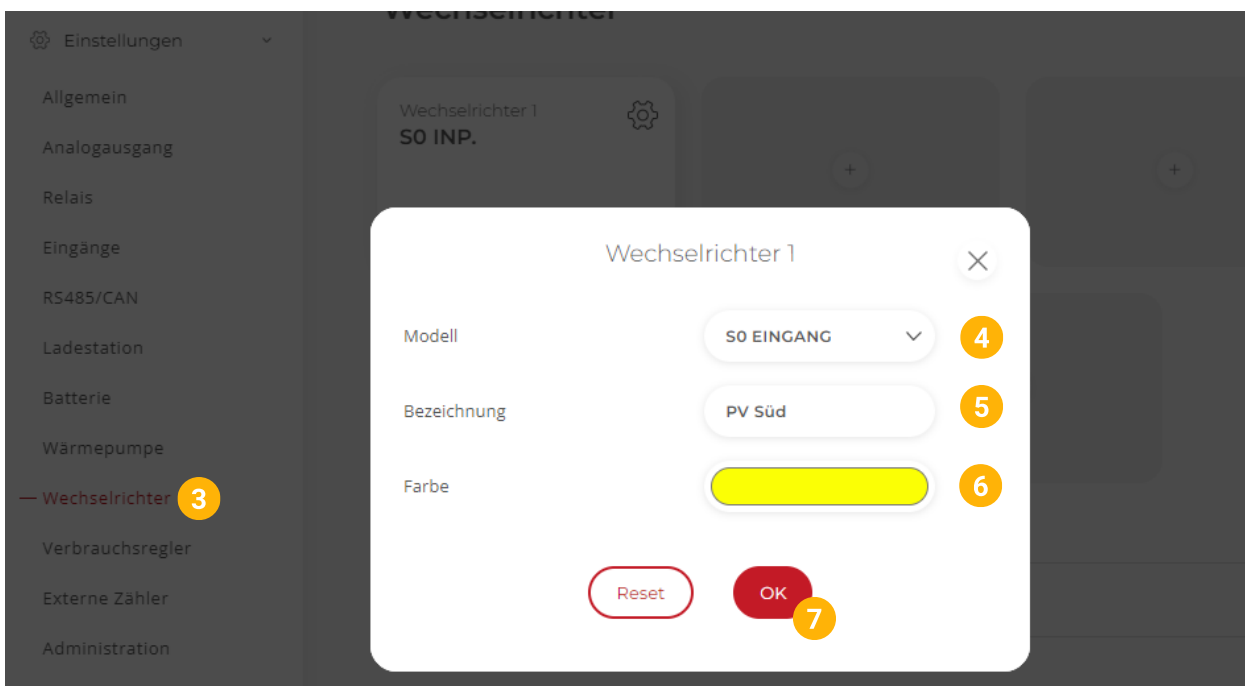 Wechselrichter
Einstellungen
Allgemein
Analogausgang
Relais
Eingänge
RS485/CAN
Ladestation
Batterie
Wärmepumpe
Wechselrichter 3
Verbrauchsregler
Externe Zähler
Administration
Wechselrichter 1
S0 INP.
+
+
Wechselrichter 1
Modell S0 EINGANG 4
Bezeichnung PV Süd 5
Farbe 6
Reset OK 7